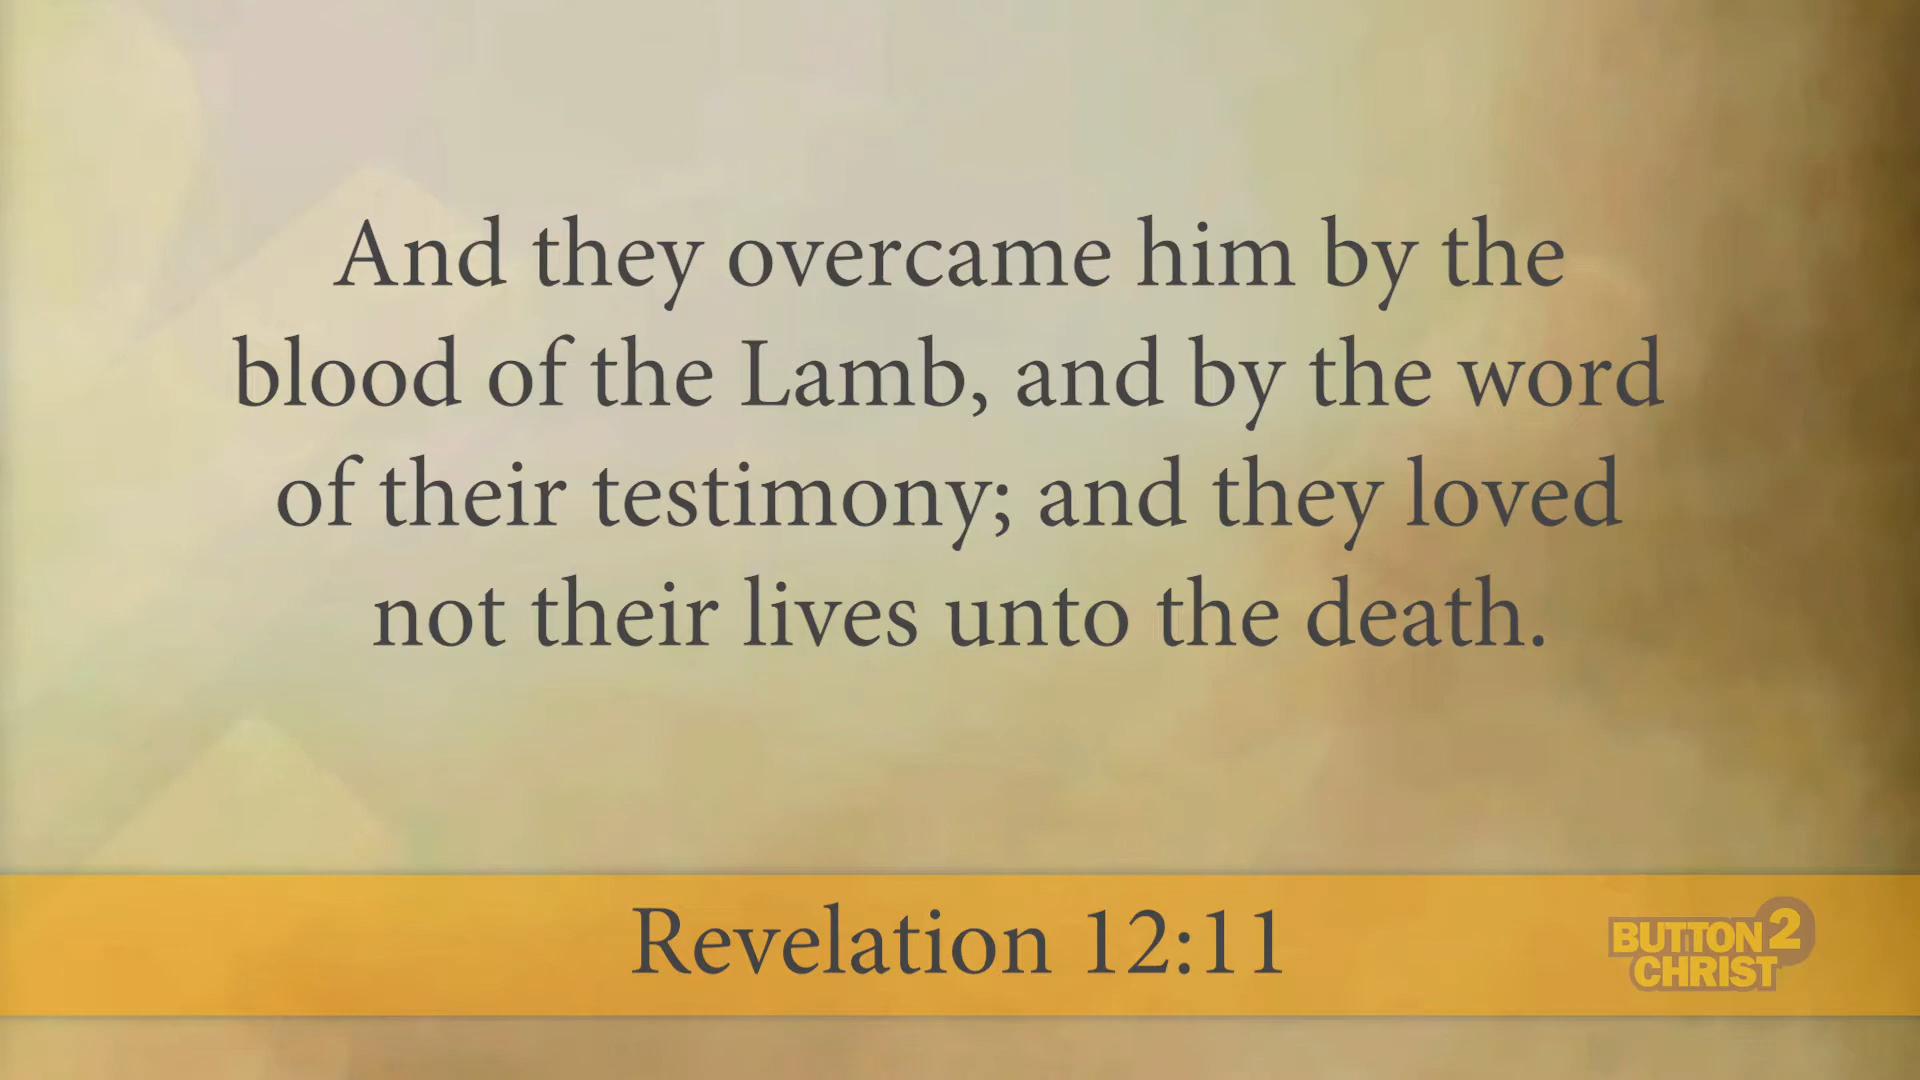 And they overcame him by the
blood of the Lamb, and by the word
of their testimony; and they loved
not their lives unto the death.
Revelation 12:11
BUTTON 2
CHRIST